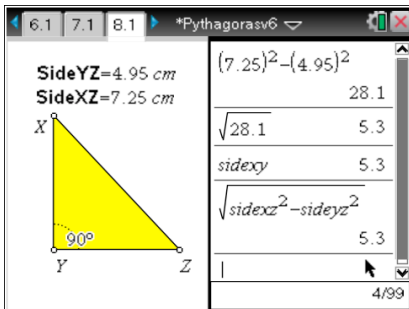 6.1 7.1 8.1 *Pythagorasv6
SideYZ=4.95 cm
SideXZ=7.25 cm
X
90°
Y Z
(7.25)²−(4.95)²
28.1
√28.1 5.3
sidexy 5.3
√sidexz²−sideyz²
5.3
4/99